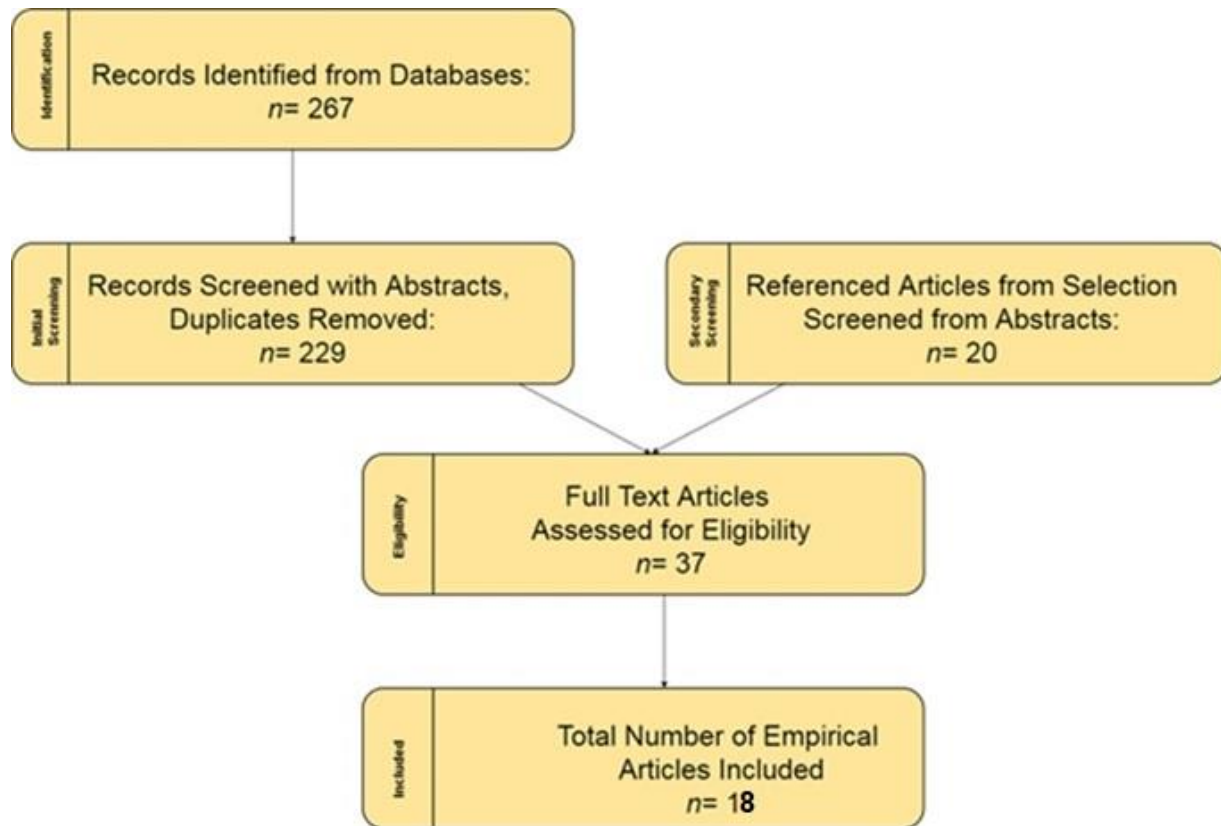 Identification
Records Identified from Databases:
n= 267
Initial
Screnning
Records Screened with Abstracts,
Duplicates Removed:
n= 229
Secondary
Screening
Referenced Articles from Selection
Screened from Abstracts:
n= 20
Eligibility
Full Text Articles
Assessed for Eligibility
n= 37
Included
Total Number of Empirical
Articles Included
n= 18